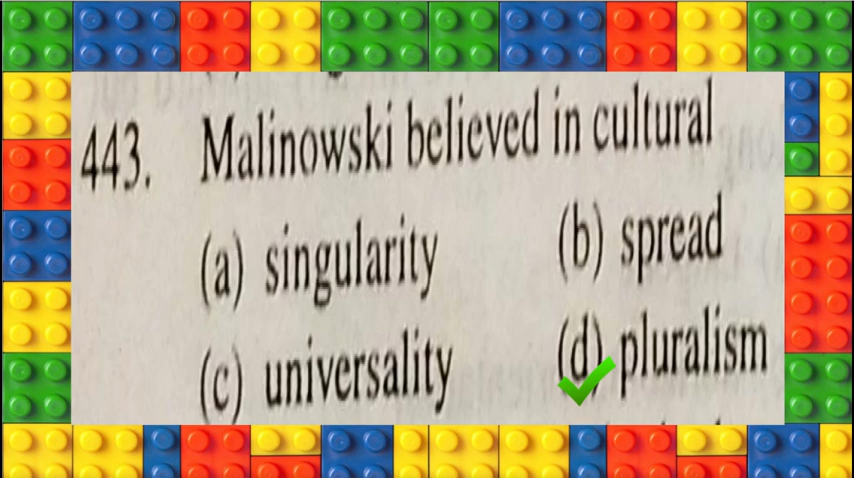 443. Malinowski believed in cultural
(a) singularity (b) spread
(c) universality (d) pluralism